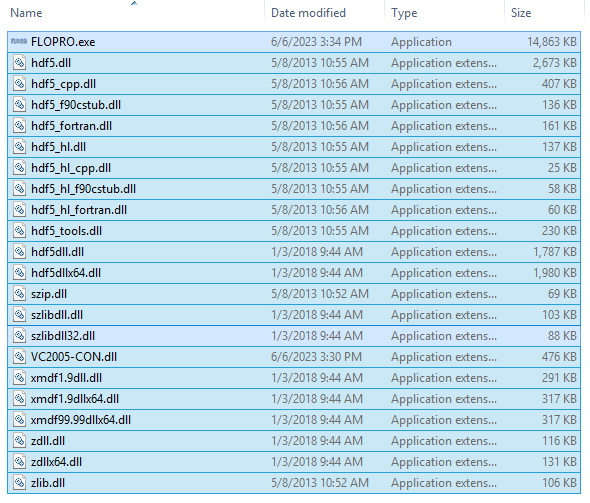 Name Date modified Type Size
FLOPRO.exe 6/6/2023 3:34 PM Application 14,863 KB
hdf5.dll 5/8/2013 10:55 AM Application extens... 2,673 KB
hdf5_cpp.dll 5/8/2013 10:56 AM Application extens... 407 KB
hdf5_f90cstub.dll 5/8/2013 10:55 AM Application extens... 136 KB
hdf5_fortran.dll 5/8/2013 10:56 AM Application extens... 161 KB
hdf5_hl.dll 5/8/2013 10:55 AM Application extens... 137 KB
hdf5_hl_cpp.dll 5/8/2013 10:56 AM Application extens... 25 KB
hdf5_hl_f90cstub.dll 5/8/2013 10:55 AM Application extens... 58 KB
hdf5_hl_fortran.dll 5/8/2013 10:56 AM Application extens... 60 KB
hdf5_tools.dll 5/8/2013 10:55 AM Application extens... 230 KB
hdf5dll.dll 1/3/2018 9:44 AM Application extens... 1,787 KB
hdf5dllx64.dll 1/3/2018 9:44 AM Application extens... 1,980 KB
szip.dll 5/8/2013 10:52 AM Application extens... 69 KB
szlibdll.dll 1/3/2018 9:44 AM Application extens... 103 KB
szlibdll32.dll 1/3/2018 9:44 AM Application extens... 88 KB
VC2005-CON.dll 6/6/2023 3:30 PM Application extens... 476 KB
xmdf1.9dll.dll 1/3/2018 9:44 AM Application extens... 291 KB
xmdf1.9dllx64.dll 1/3/2018 9:44 AM Application extens... 317 KB
xmdf99.99dllx64.dll 1/3/2018 9:44 AM Application extens... 317 KB
zdll.dll 1/3/2018 9:44 AM Application extens... 116 KB
zdllx64.dll 1/3/2018 9:44 AM Application extens... 131 KB
zlib.dll 5/8/2013 10:52 AM Application extens... 106 KB